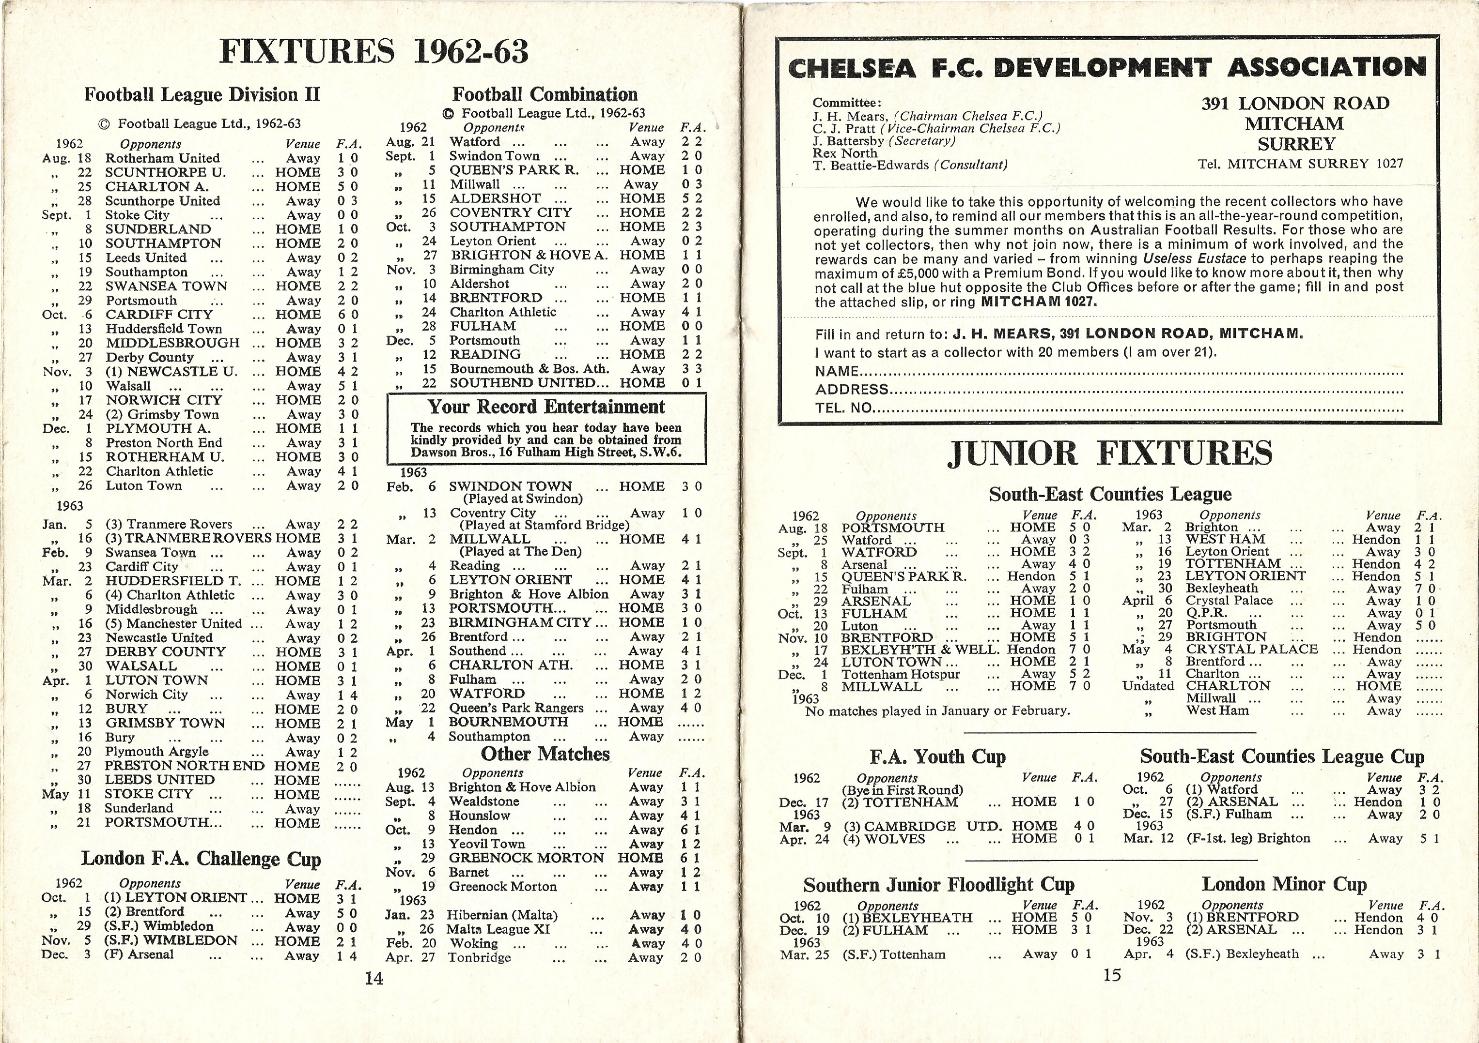 FIXTURES 1962-63
Football League Division II
© Football League Ltd., 1962-63
1962 Opponents Venue F.A.
Aug. 18 Rotherham United ... Away 1 0
„ 22 SCUNTHORPE U. ... HOME 3 0
„ 25 CHARLTON A. ... HOME 5 0
„ 28 Scunthorpe United ... Away 0 3
Sept. 1 Stoke City ... ... Away 0 0
„ 8 SUNDERLAND ... HOME 1 0
„ 10 SOUTHAMPTON ... HOME 2 0
„ 15 Leeds United ... ... Away 0 2
„ 19 Southampton ... ... Away 1 2
„ 22 SWANSEA TOWN ... HOME 2 2
„ 29 Portsmouth ... ... Away 2 0
Oct. 6 CARDIFF CITY ... HOME 6 0
„ 13 Huddersfield Town ... Away 0 1
„ 20 MIDDLESBROUGH ... HOME 3 2
„ 27 Derby County ... ... Away 3 1
Nov. 3 (1) NEWCASTLE U. ... HOME 4 2
„ 10 Walsall ... ... ... Away 5 1
„ 17 NORWICH CITY ... HOME 2 0
„ 24 (2) Grimsby Town ... Away 3 0
Dec. 1 PLYMOUTH A. ... HOME 1 1
„ 8 Preston North End ... Away 3 1
„ 15 ROTHERHAM U. ... HOME 3 0
„ 22 Charlton Athletic ... Away 4 1
„ 26 Luton Town ... ... Away 2 0
1963
Jan. 5 (3) Tranmere Rovers ... Away 2 2
„ 16 (3) TRANMERE ROVERS HOME 3 1
Feb. 9 Swansea Town ... ... Away 0 2
„ 23 Cardiff City ... ... Away 0 1
Mar. 2 HUDDERSFIELD T. ... HOME 1 2
„ 6 (4) Charlton Athletic ... Away 3 0
„ 9 Middlesbrough ... ... Away 0 1
„ 16 (5) Manchester United ... Away 1 2
„ 23 Newcastle United ... Away 0 2
„ 27 DERBY COUNTY ... HOME 3 1
„ 30 WALSALL ... ... HOME 0 1
Apr. 1 LUTON TOWN ... HOME 3 1
„ 6 Norwich City ... ... Away 1 4
„ 12 BURY ... ... ... HOME 2 0
„ 13 GRIMSBY TOWN ... HOME 2 1
„ 16 Bury ... ... ... Away 0 2
„ 20 Plymouth Argyle ... Away 1 2
„ 27 PRESTON NORTH END HOME 2 0
„ 30 LEEDS UNITED ... HOME ......
May 11 STOKE CITY ... ... HOME ......
„ 18 Sunderland ... ... Away ......
„ 21 PORTSMOUTH... ... HOME ......
London F.A. Challenge Cup
1962 Opponents Venue F.A.
Oct. 1 (1) LEYTON ORIENT ... HOME 3 1
„ 15 (2) Brentford ... ... Away 5 0
„ 29 (S.F.) Wimbledon ... Away 0 0
Nov. 5 (S.F.) WIMBLEDON ... HOME 2 1
Dec. 3 (F) Arsenal ... ... Away 1 4
Football Combination
© Football League Ltd., 1962-63
1962 Opponents Venue F.A.
Aug. 21 Watford ... ... ... Away 2 2
Sept. 1 Swindon Town ... ... Away 2 0
„ 5 QUEEN'S PARK R. ... HOME 1 0
„ 11 Millwall ... ... ... Away 0 3
„ 15 ALDERSHOT ... ... HOME 5 2
„ 26 COVENTRY CITY ... HOME 2 2
Oct. 3 SOUTHAMPTON ... HOME 2 3
„ 24 Leyton Orient ... ... Away 0 2
„ 27 BRIGHTON & HOVE A. HOME 1 1
Nov. 3 Birmingham City ... Away 0 0
„ 10 Aldershot ... ... Away 2 0
„ 14 BRENTFORD ... ... HOME 1 1
„ 24 Charlton Athletic ... Away 4 1
„ 28 FULHAM ... ... HOME 0 0
Dec. 5 Portsmouth ... ... Away 1 1
„ 12 READING ... ... HOME 2 2
„ 15 Bournemouth & Bos. Ath. Away 3 3
„ 22 SOUTHEND UNITED... HOME 0 1
Your Record Entertainment
The records which you hear today have been
kindly provided by and can be obtained from
Dawson Bros., 16 Fulham High Street, S.W.6.
1963
Feb. 6 SWINDON TOWN ... HOME 3 0
(Played at Swindon)
„ 13 Coventry City ... ... Away 1 0
(Played at Stamford Bridge)
Mar. 2 MILLWALL ... ... HOME 4 1
(Played at The Den)
„ 4 Reading ... ... ... Away 2 1
„ 6 LEYTON ORIENT ... HOME 4 1
„ 9 Brighton & Hove Albion Away 3 1
„ 13 PORTSMOUTH... ... HOME 3 0
„ 23 BIRMINGHAM CITY ... HOME 1 0
„ 26 Brentford ... ... ... Away 2 1
Apr. 1 Southend ... ... ... Away 4 1
„ 6 CHARLTON ATH. ... HOME 3 1
„ 8 Fulham ... ... ... Away 2 0
„ 20 WATFORD ... ... HOME 1 2
„ 22 Queen's Park Rangers ... Away 4 0
May 1 BOURNEMOUTH ... HOME ......
„ 4 Southampton ... ... Away ......
Other Matches
1962 Opponents Venue F.A.
Aug. 13 Brighton & Hove Albion Away 1 1
Sept. 4 Wealdstone ... ... Away 3 1
„ 8 Hounslow ... ... Away 4 1
Oct. 9 Hendon ... ... ... Away 6 1
„ 13 Yeovil Town ... ... Away 1 2
„ 29 GREENOCK MORTON HOME 6 1
Nov. 6 Barnet ... ... ... Away 1 2
„ 19 Greenock Morton ... Away 1 1
1963
Jan. 23 Hibernian (Malta) ... Away 1 0
„ 26 Malta League XI ... Away 4 0
Feb. 20 Woking ... ... ... Away 4 0
Apr. 27 Tonbridge ... ... Away 2 0
14
CHELSEA F.C. DEVELOPMENT ASSOCIATION
Committee:
J. H. Mears, (Chairman Chelsea F.C.)
C. J. Pratt (Vice-Chairman Chelsea F.C.)
J. Battersby (Secretary)
Rex North
T. Beattie-Edwards (Consultant)
391 LONDON ROAD
MITCHAM
SURREY
Tel. MITCHAM SURREY 1027
We would like to take this opportunity of welcoming the recent collectors who have
enrolled, and also, to remind all our members that this is an all-the-year-round competition,
operating during the summer months on Australian Football Results. For those who are
not yet collectors, then why not join now, there is a minimum of work involved, and the
rewards can be many and varied – from winning Useless Eustace to perhaps reaping the
maximum of £5,000 with a Premium Bond. If you would like to know more about it, then why
not call at the blue hut opposite the Club Offices before or after the game; fill in and post
the attached slip, or ring MITCHAM 1027.
Fill in and return to: J. H. MEARS, 391 LONDON ROAD, MITCHAM.
I want to start as a collector with 20 members (I am over 21).
NAME......
ADDRESS......
TEL. NO......
JUNIOR FIXTURES
South-East Counties League
1962 Opponents Venue F.A.
Aug. 18 PORTSMOUTH ... HOME 5 0
„ 25 Watford ... ... Away 0 3
Sept. 1 WATFORD ... ... HOME 3 2
„ 8 Arsenal ... ... ... Away 4 0
„ 15 QUEEN'S PARK R. ... Hendon 5 1
„ 22 Fulham ... ... ... Away 2 0
„ 29 ARSENAL ... ... HOME 1 0
Oct. 13 FULHAM ... ... HOME 1 1
„ 20 Luton ... ... ... Away 1 1
Nov. 10 BRENTFORD ... ... HOME 5 1
„ 17 BEXLEYH'TH & WELL. Hendon 7 0
„ 24 LUTON TOWN ... ... HOME 2 1
Dec. 1 Tottenham Hotspur ... Away 5 2
„ 8 MILLWALL ... ... HOME 7 0
1963
No matches played in January or February.
1963 Opponents Venue F.A.
Mar. 2 Brighton ... ... ... Away 2 1
„ 13 WEST HAM ... ... Hendon 1 1
„ 16 Leyton Orient ... ... Away 3 0
„ 19 TOTTENHAM ... ... Hendon 4 2
„ 23 LEYTON ORIENT ... Hendon 5 1
„ 30 Bexleyheath ... ... Away 7 0
April 6 Crystal Palace ... ... Away 1 0
„ 20 Q.P.R. ... ... ... Away 0 1
„ 27 Portsmouth ... ... Away 5 0
„ 29 BRIGHTON ... ... Hendon ......
May 4 CRYSTAL PALACE ... Hendon ......
„ 8 Brentford ... ... ... Away ......
„ 11 Charlton ... ... ... Away ......
Undated CHARLTON ... ... HOME ......
„ Millwall ... ... ... Away ......
„ West Ham ... ... Away ......
F.A. Youth Cup
1962 Opponents Venue F.A.
(Bye in First Round)
Dec. 17 (2) TOTTENHAM ... HOME 1 0
1963
Mar. 9 (3) CAMBRIDGE UTD. HOME 4 0
Apr. 24 (4) WOLVES ... ... HOME 0 1
South-East Counties League Cup
1962 Opponents Venue F.A.
Oct. 6 (1) Watford ... ... Away 3 2
„ 27 (2) ARSENAL ... ... Hendon 1 0
Dec. 15 (S.F.) Fulham ... ... Away 2 0
1963
Mar. 12 (F-1st. leg) Brighton Away 5 1
Southern Junior Floodlight Cup
1962 Opponents Venue F.A.
Oct. 10 (1) BEXLEYHEATH ... HOME 5 0
Dec. 19 (2) FULHAM ... ... HOME 3 1
1963
Mar. 25 (S.F.) Tottenham ... Away 0 1
London Minor Cup
1962 Opponents Venue F.A.
Nov. 3 (1) BRENTFORD ... Hendon 4 0
Dec. 22 (2) ARSENAL ... ... Hendon 3 1
1963
Apr. 4 (S.F.) Bexleyheath ... Away 3 1
15